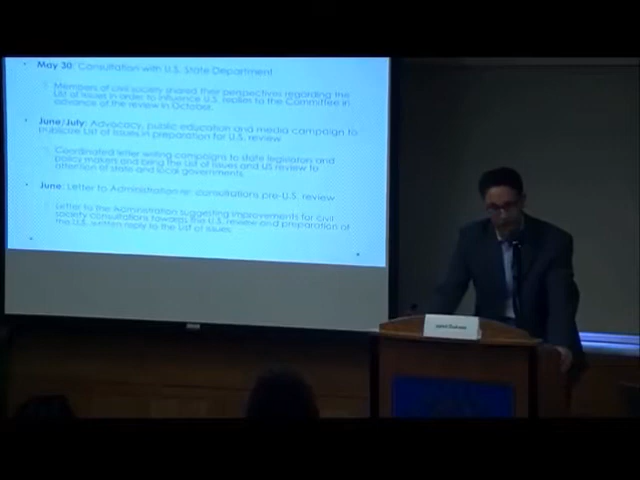 May 30: Consultation with U.S. State Department
Members of civil society shared their perspectives regarding the
List of Issues in order to influence U.S. replies to the Committee in
advance of the review in October.
June/July: Advocacy, public education and media campaign to
publicize List of Issues in preparation for U.S. review
Coordinated letter writing campaigns to state legislators and
policy makers and bring the List of Issues and US review to
attention of state and local governments.
June: Letter to Administration re: consultations pre-U.S. review
Letter to the Administration suggesting improvements for civil
society consultations towards the U.S. review and preparation of
the U.S. written reply to the List of Issues.